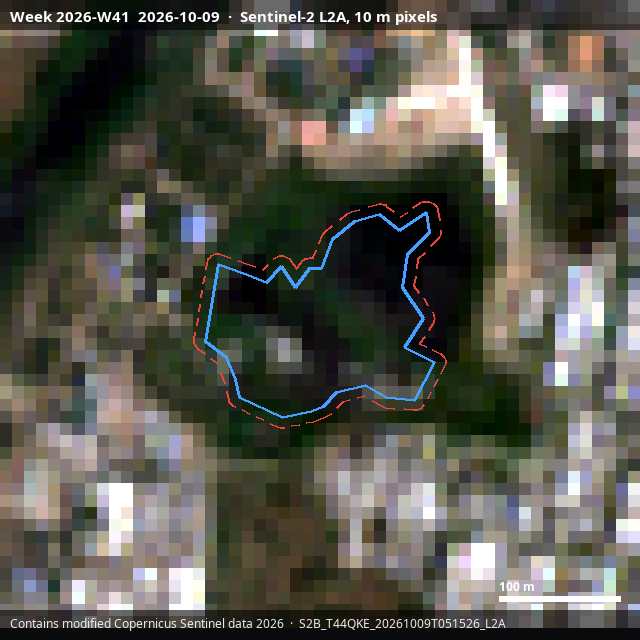 Week 2026-W41  2026-10-09  ·  Sentinel-2 L2A, 10 m pixels
100 m
Contains modified Copernicus Sentinel data 2026  ·  S2B_T44QKE_20261009T051526_L2A